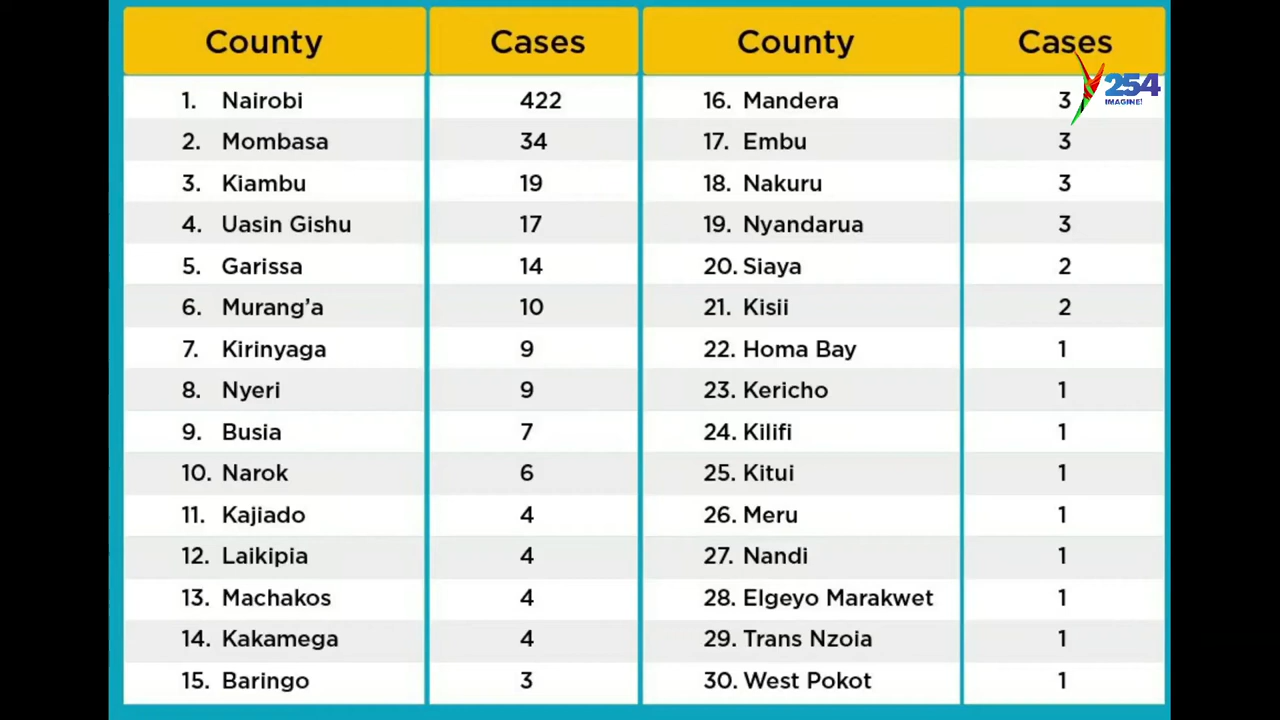 County Cases County Cases
1. Nairobi 422 16. Mandera 3
2. Mombasa 34 17. Embu 3
3. Kiambu 19 18. Nakuru 3
4. Uasin Gishu 17 19. Nyandarua 3
5. Garissa 14 20. Siaya 2
6. Murang’a 10 21. Kisii 2
7. Kirinyaga 9 22. Homa Bay 1
8. Nyeri 9 23. Kericho 1
9. Busia 7 24. Kilifi 1
10. Narok 6 25. Kitui 1
11. Kajiado 4 26. Meru 1
12. Laikipia 4 27. Nandi 1
13. Machakos 4 28. Elgeyo Marakwet 1
14. Kakamega 4 29. Trans Nzoia 1
15. Baringo 3 30. West Pokot 1
Y254
IMAGINE!